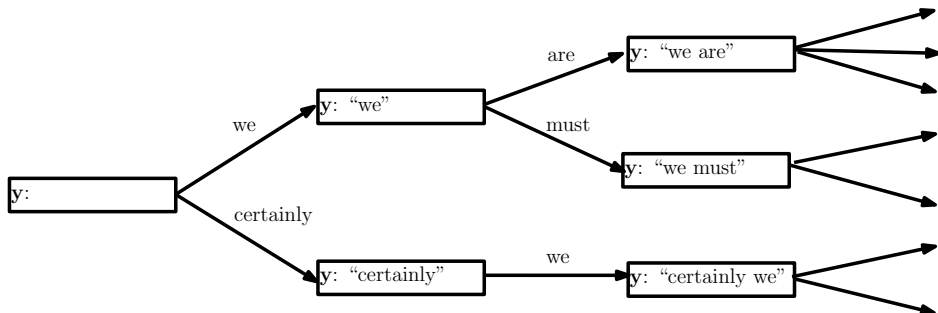 y:
we
certainly
y: “we”
y: “certainly”
are
must
we
y: “we are”
y: “we must”
y: “certainly we”